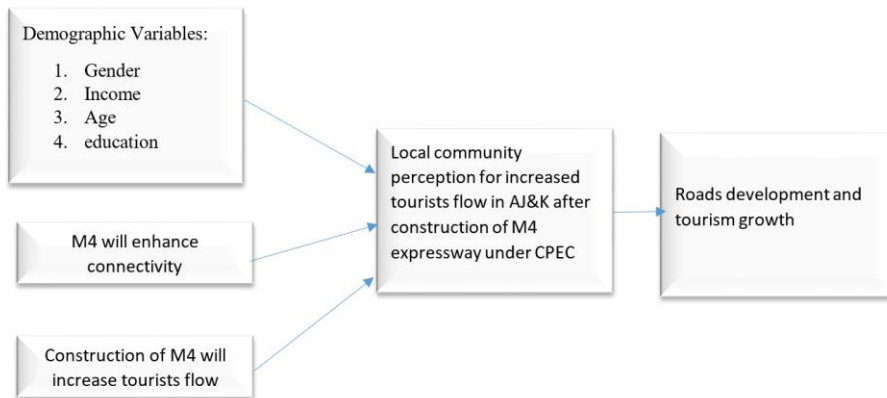 Demographic Variables:
1. Gender
2. Income
3. Age
4. education
M4 will enhance
connectivity
Construction of M4 will
increase tourists flow
Local community
perception for increased
tourists flow in AJ&K after
construction of M4
expressway under CPEC
Roads development and
tourism growth